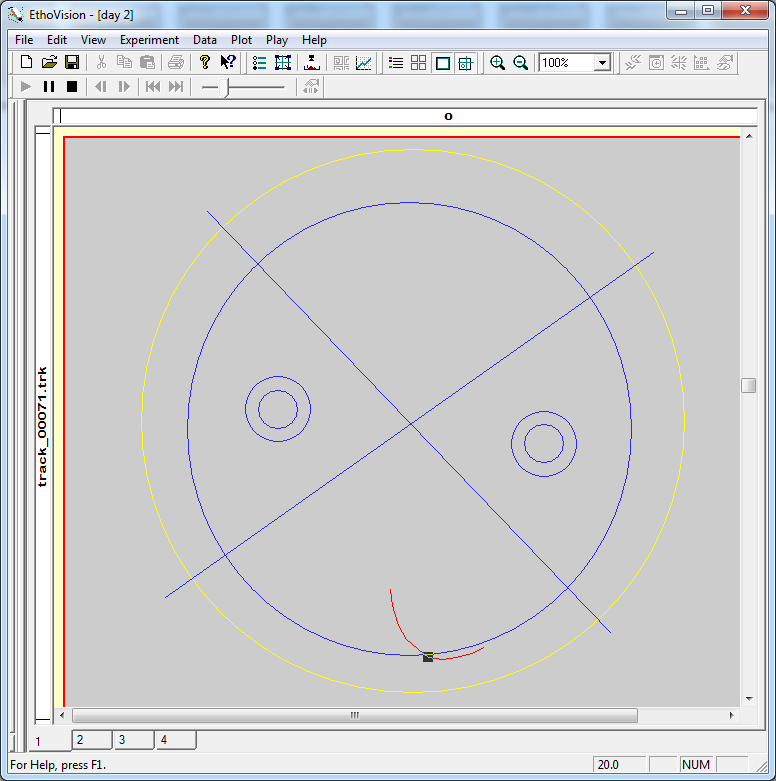 EthoVision - [day 2]
File Edit View Experiment Data Plot Play Help
100%
o
track_00071.trk
1 2 3 4
For Help, press F1. 20.0 NUM